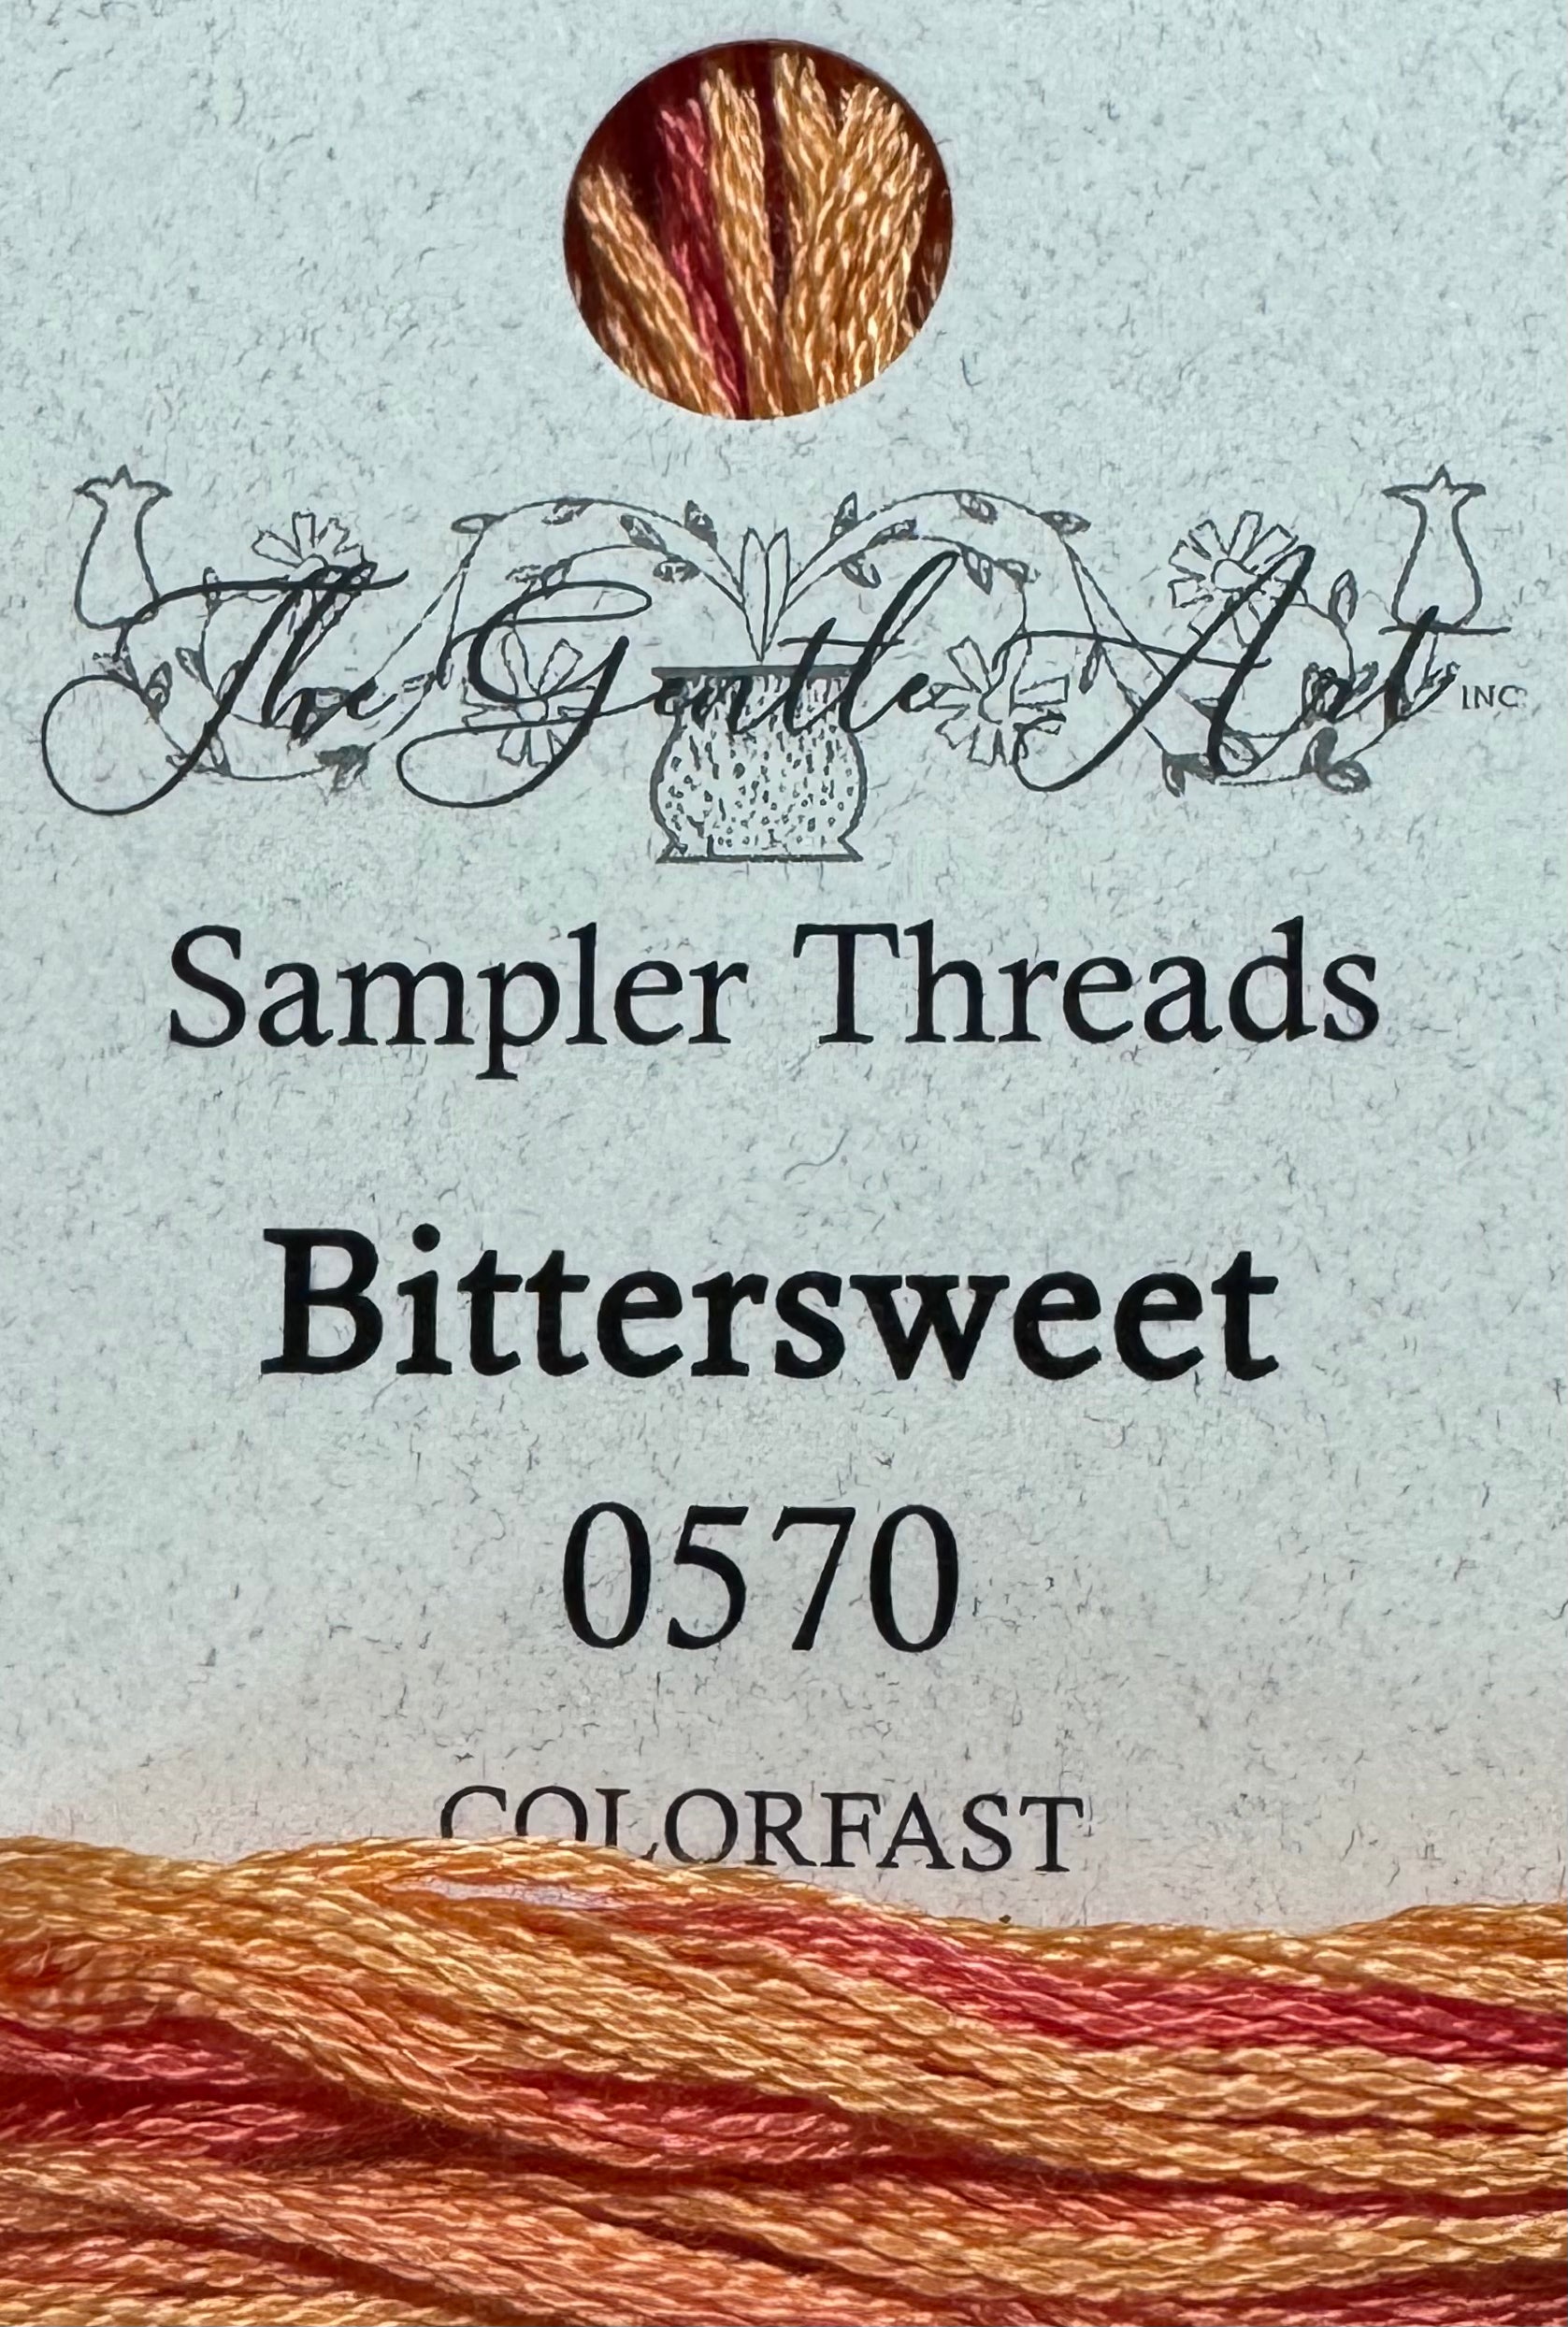 The Gentle Art INC
Sampler Threads
Bittersweet
0570
COLORFAST